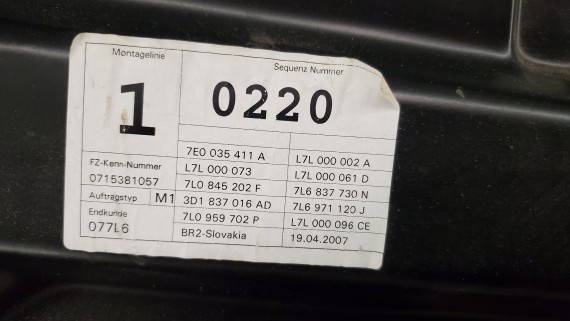 Montagelinie
1
Sequenz Nummer
0220
FZ-Kenn-Nummer
0715381057
Auftragstyp M1
Endkunde
077L6
7E0 035 411 A
L7L 000 073
7L0 845 202 F
3D1 837 016 AD
7L0 959 702 P
BR2-Slovakia
L7L 000 002 A
L7L 000 061 D
7L6 837 730 N
7L6 971 120 J
L7L 000 096 CE
19.04.2007